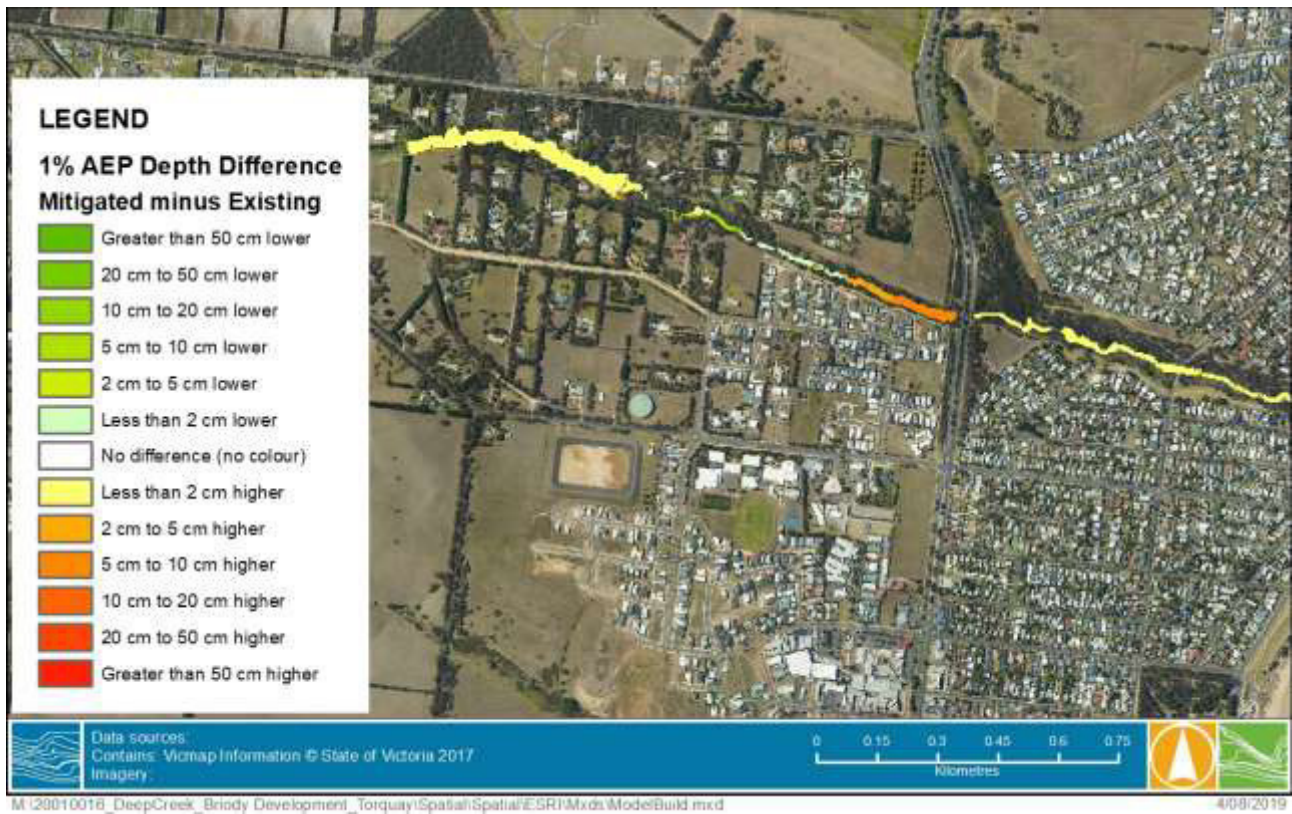 LEGEND
1% AEP Depth Difference
Mitigated minus Existing
Greater than 50 cm lower
20 cm to 50 cm lower
10 cm to 20 cm lower
5 cm to 10 cm lower
2 cm to 5 cm lower
Less than 2 cm lower
No difference (no colour)
Less than 2 cm higher
2 cm to 5 cm higher
5 cm to 10 cm higher
10 cm to 20 cm higher
20 cm to 50 cm higher
Greater than 50 cm higher
Data sources:
Contains: Vicmap Information © State of Victoria 2017
Imagery:
0 0.15 0.3 0.45 0.6 0.75
Kilometres
M:\20010016_DeepCreek_Briody Development_Torquay\Spatial\Spatial\ESRI\Mxds\ModelBuild.mxd
4/08/2019